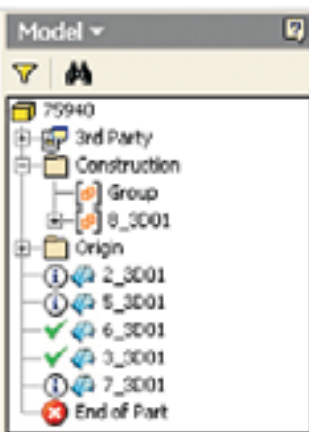 Model
75940
3rd Party
Construction
Group
8_3D01
Origin
2_3D01
5_3D01
6_3D01
3_3D01
7_3D01
End of Part